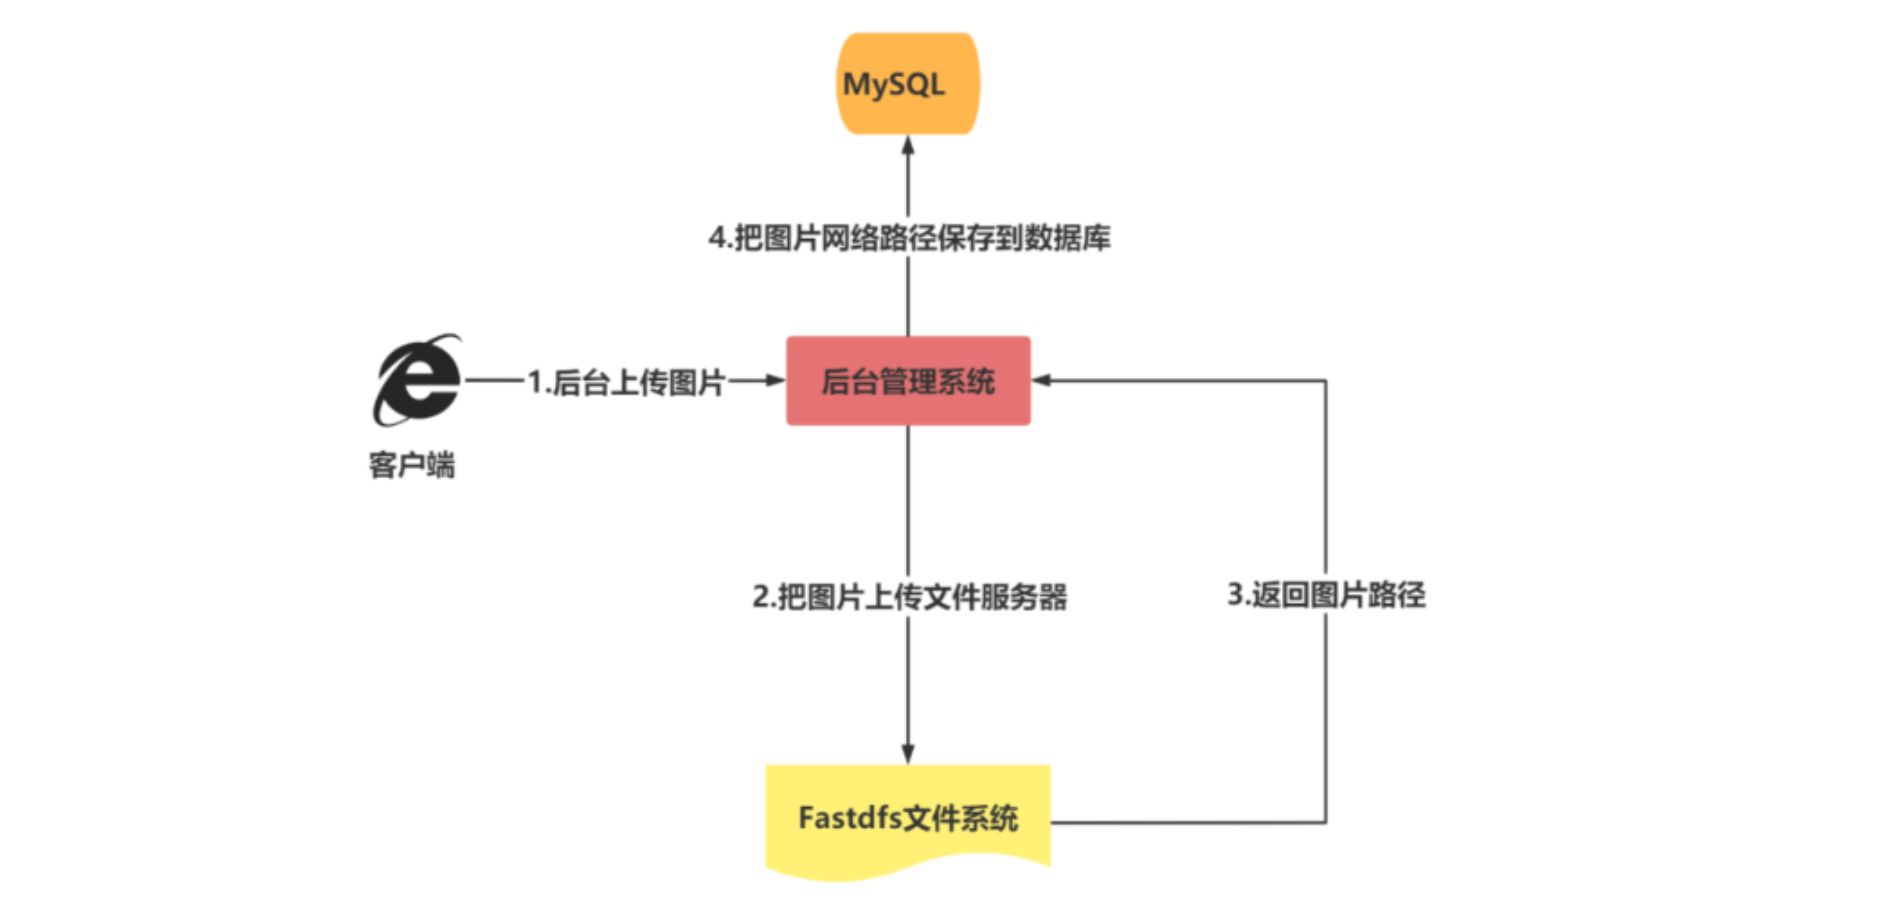 MySQL
4.把图片网络路径保存到数据库
1.后台上传图片
后台管理系统
客户端
2.把图片上传文件服务器
3.返回图片路径
Fastdfs文件系统